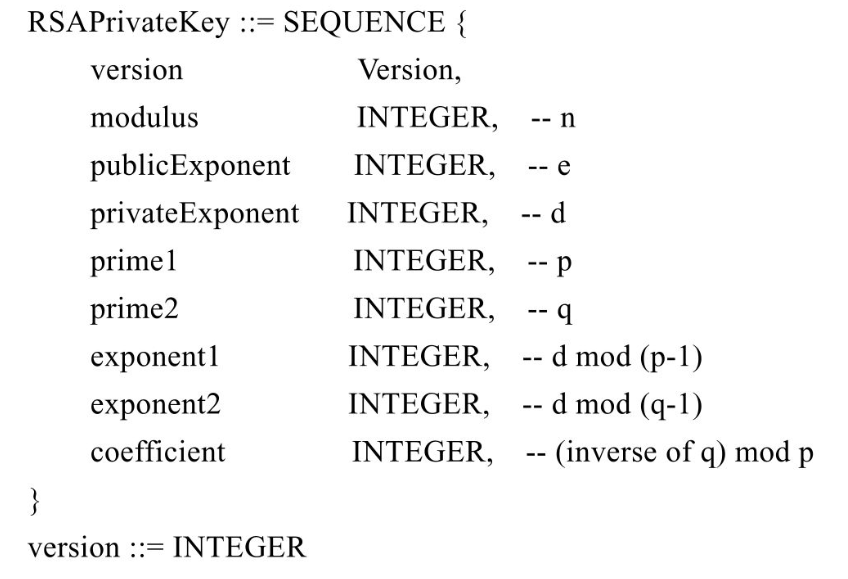 RSAPrivateKey ::= SEQUENCE {
version Version,
modulus INTEGER, -- n
publicExponent INTEGER, -- e
privateExponent INTEGER, -- d
prime1 INTEGER, -- p
prime2 INTEGER, -- q
exponent1 INTEGER, -- d mod (p-1)
exponent2 INTEGER, -- d mod (q-1)
coefficient INTEGER, -- (inverse of q) mod p
}
version ::= INTEGER